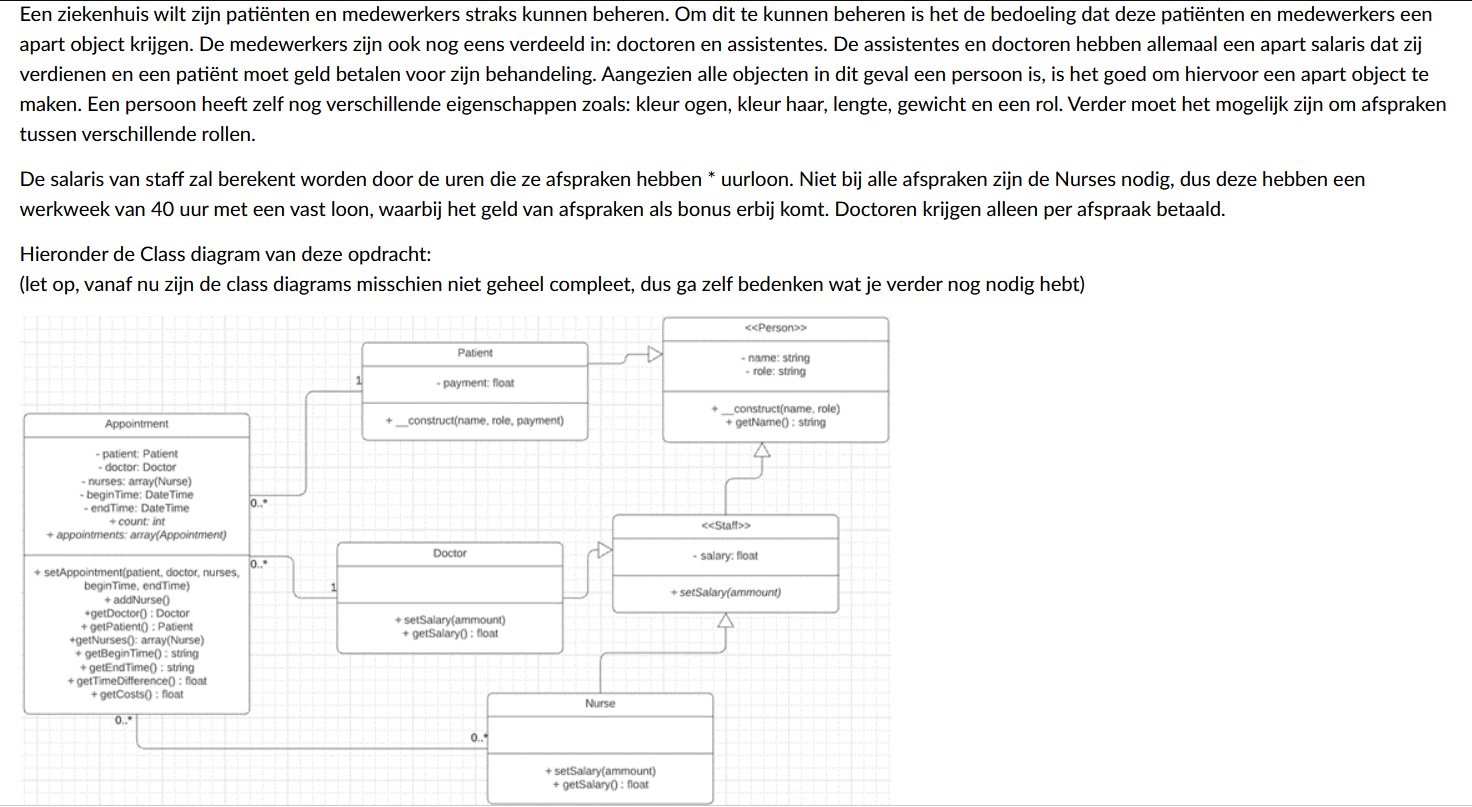 Een ziekenhuis wilt zijn patiënten en medewerkers straks kunnen beheren. Om dit te kunnen beheren is het de bedoeling dat deze patiënten en medewerkers een
apart object krijgen. De medewerkers zijn ook nog eens verdeeld in: doctoren en assistentes. De assistentes en doctoren hebben allemaal een apart salaris dat zij
verdienen en een patiënt moet geld betalen voor zijn behandeling. Aangezien alle objecten in dit geval een persoon is, is het goed om hiervoor een apart object te
maken. Een persoon heeft zelf nog verschillende eigenschappen zoals: kleur ogen, kleur haar, lengte, gewicht en een rol. Verder moet het mogelijk zijn om afspraken
tussen verschillende rollen.
De salaris van staff zal berekent worden door de uren die ze afspraken hebben * uurloon. Niet bij alle afspraken zijn de Nurses nodig, dus deze hebben een
werkweek van 40 uur met een vast loon, waarbij het geld van afspraken als bonus erbij komt. Doctoren krijgen alleen per afspraak betaald.
Hieronder de Class diagram van deze opdracht:
(let op, vanaf nu zijn de class diagrams misschien niet geheel compleet, dus ga zelf bedenken wat je verder nog nodig hebt)
<<Person>>
- name: string
- role: string
+ __construct(name, role)
+ getName() : string
Patient
- payment: float
+ __construct(name, role, payment)
1
Appointment
- patient: Patient
- doctor: Doctor
- nurses: array(Nurse)
- beginTime: DateTime
- endTime: DateTime
+ count: int
+ appointments: array(Appointment)
+ setAppointment(patient, doctor, nurses,
beginTime, endTime)
+ addNurse()
+getDoctor() : Doctor
+ getPatient() : Patient
+getNurses(): array(Nurse)
+ getBeginTime() : string
+ getEndTime() : string
+ getTimeDifference() : float
+ getCosts() : float
0..*
0..*
0..*
<<Staff>>
- salary: float
+ setSalary(ammount)
Doctor
+ setSalary(ammount)
+ getSalary() : float
1
Nurse
+ setSalary(ammount)
+ getSalary() : float
0..*